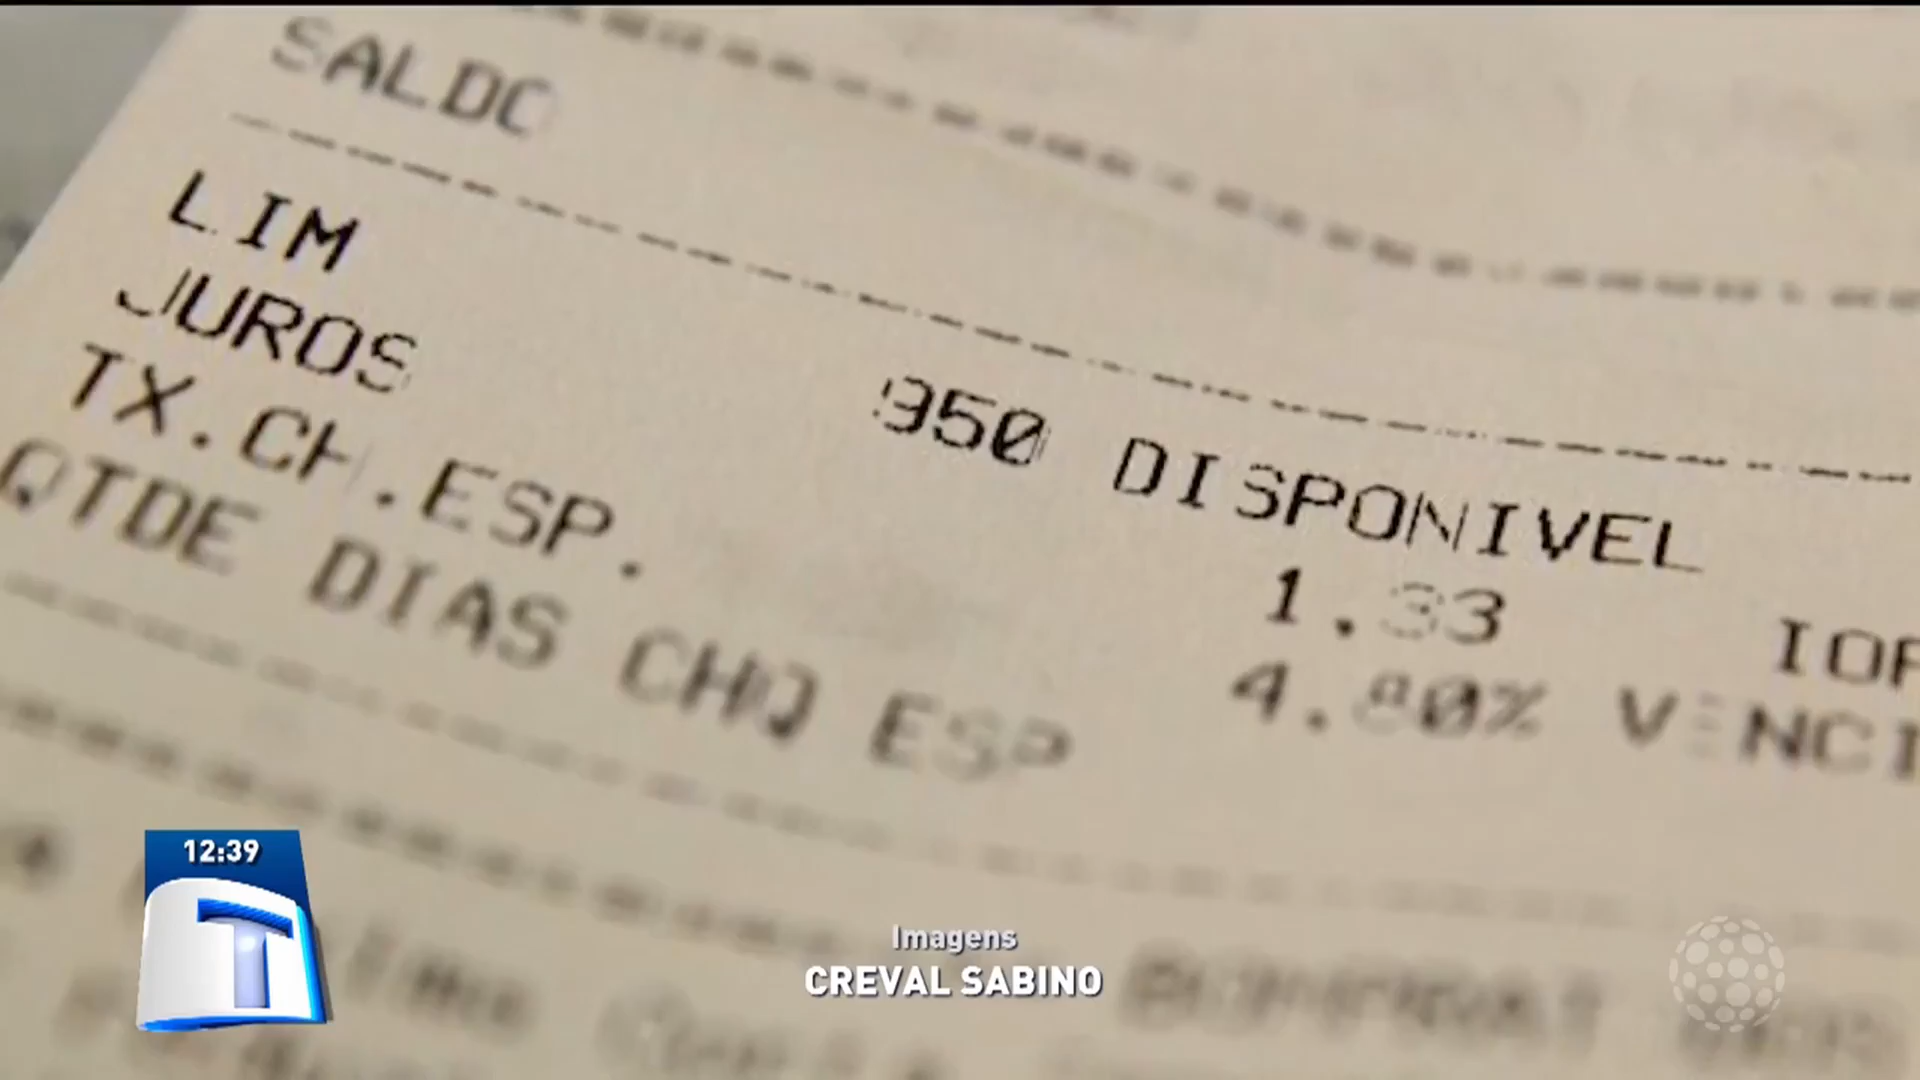 SALDO
LIM 950 DISPONIVEL
JUROS 1.33
TX.CH.ESP. 4.80%
QTDE DIAS CHQ ESP
12:39
T
Imagens
CREVAL SABINO